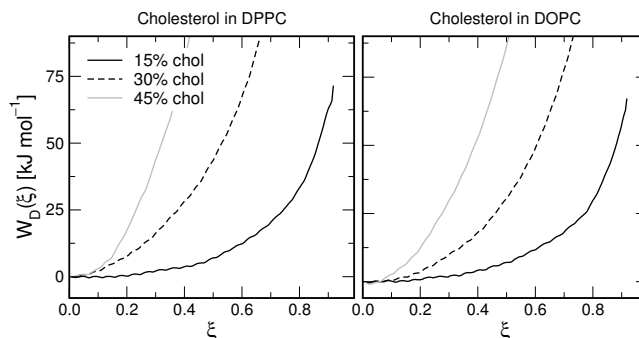 Cholesterol in DPPC
Cholesterol in DOPC
15% chol
30% chol
45% chol
W_D(ξ) [kJ mol⁻¹]
75
50
25
0
0.0 0.2 0.4 0.6 0.8
0.0 0.2 0.4 0.6 0.8
ξ
ξ